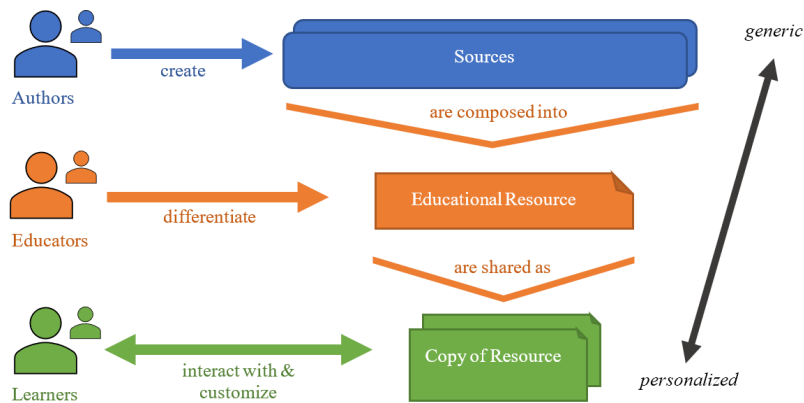 generic
Sources
create
Authors
are composed into
Educational Resource
differentiate
Educators
are shared as
Copy of Resource
interact with &
customize
personalized
Learners